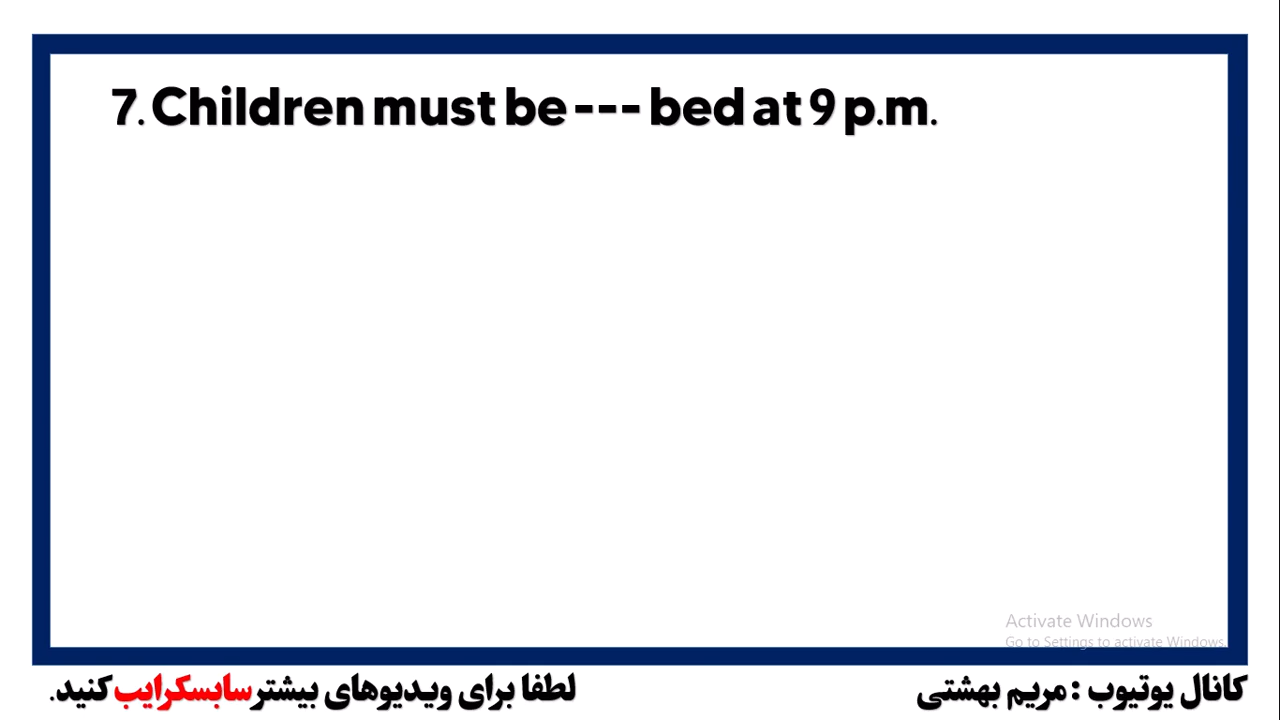 7. Children must be --- bed at 9 p.m.
Activate Windows
Go to Settings to activate Windows.
کانال یوتیوب : مریم بهشتی
لطفا برای ویدیوهای بیشتر سابسکرایب کنید.